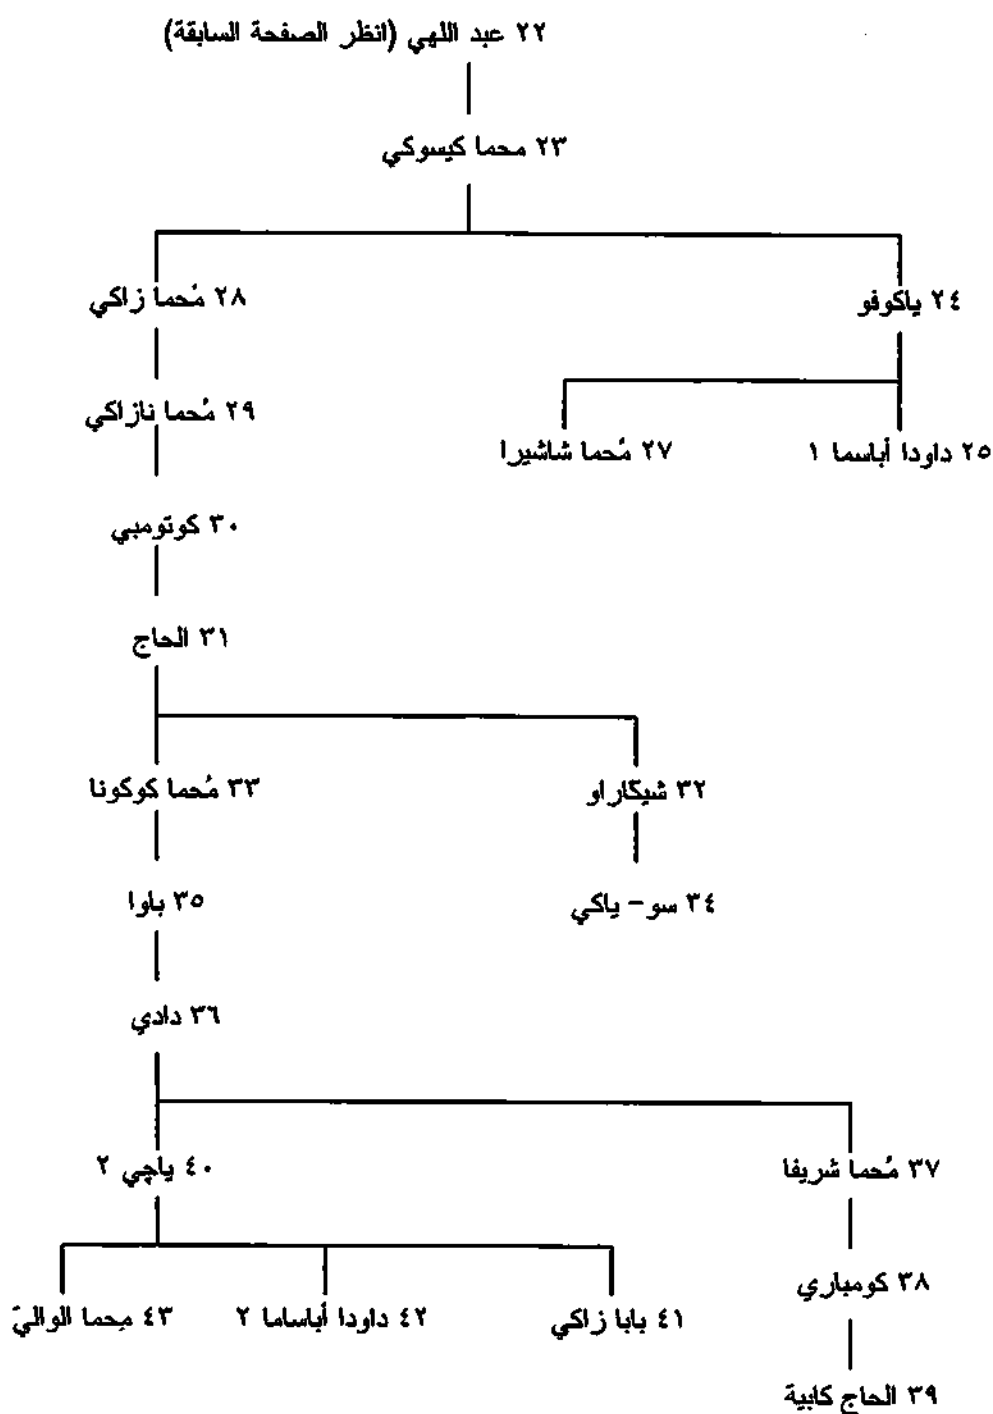 ٢٢ عبد اللهي (انظر الصفحة السابقة)
٢٣ محما كيسوكي
٢٤ ياكوفو
٢٨ مُحما زاكي
٢٩ مُحما نازاكي
٢٥ داودا أباسما ١
٢٧ مُحما شاشيرا
٣٠ كوتومبي
٣١ الحاج
٣٢ شيكاراو
٣٣ مُحما كوكونا
٣٤ سو - ياكي
٣٥ باوا
٣٦ دادي
٣٧ مُحما شريفا
٤٠ ياچي ٢
٣٨ كومباري
٤١ بابا زاكي
٤٢ داودا أباساما ٢
٤٣ محما الواليّ
٣٩ الحاج كابية